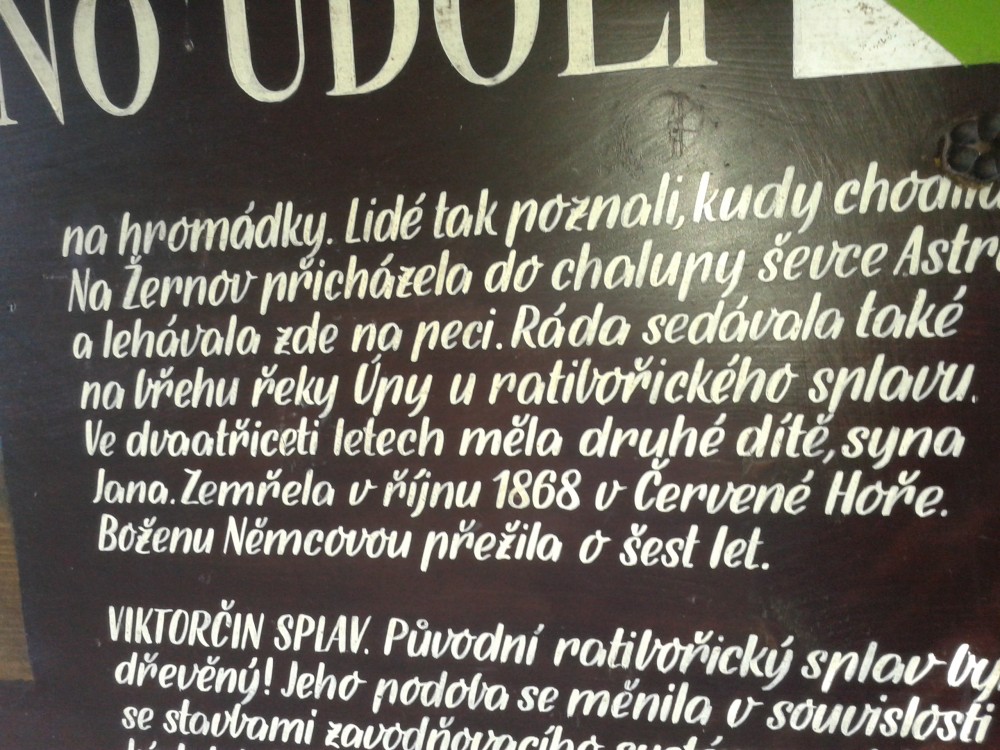 NO ÚDOLÍ
na hromádky. Lidé tak poznali, kudy chodila
Na Žernov přicházela do chalupy ševce
a lehávala zde na peci. Ráda sedávala také
na břehu řeky Úpy u ratibořického splavu.
Ve dvaatřiceti letech měla druhé dítě, syna
Jana. Zemřela v říjnu 1868 v Červené Hoře.
Boženu Němcovou přežila o šest let.
VIKTORČIN SPLAV. Původní ratibořický splav
dřevěný! Jeho podoba se měnila v souvislosti
se stavbami zavodňovacího